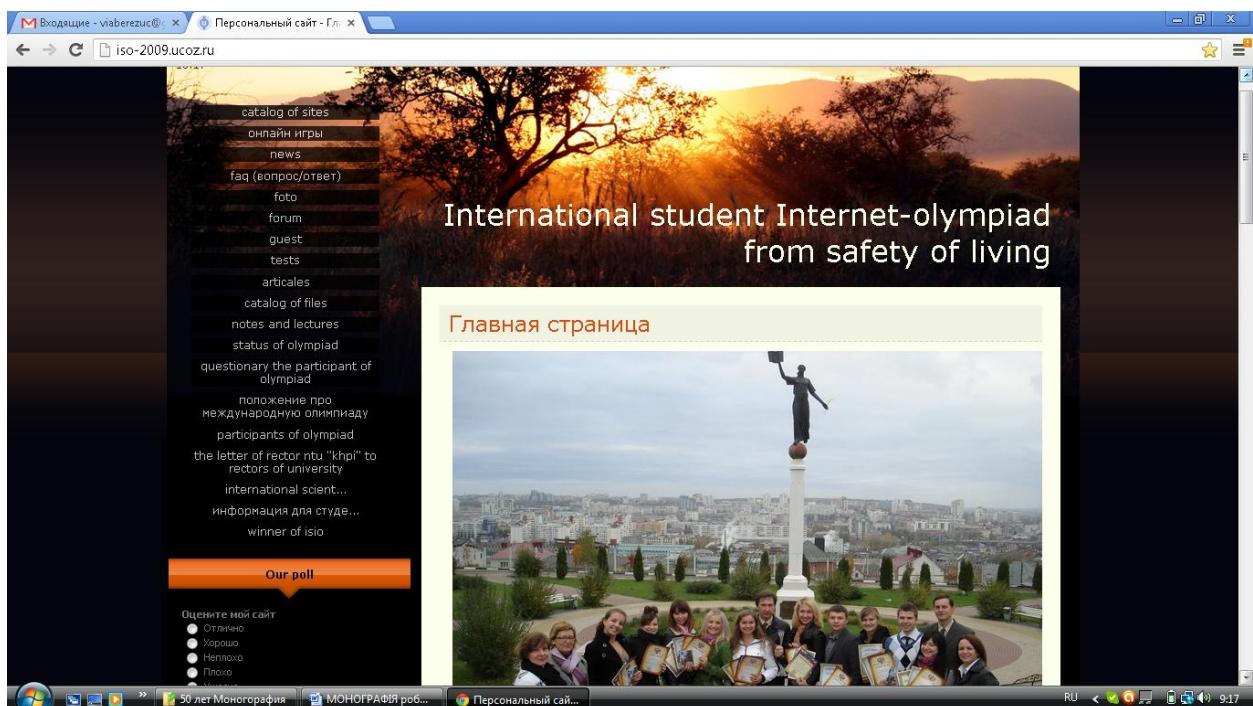 Входящие - viaberezuc@
Персональный сайт - Гл
iso-2009.ucoz.ru
catalog of sites
онлайн игры
news
faq (вопрос/ответ)
foto
forum
guest
tests
articales
catalog of files
notes and lectures
status of olympiad
questionary the participant of
olympiad
положение про
международную олимпиаду
participants of olympiad
the letter of rector ntu "khpi" to
rectors of university
international scient...
информация для студе...
winner of isio
Our poll
Оцените мой сайт
Отлично
Хорошо
Неплохо
Плохо
International student Internet-olympiad
from safety of living
Главная страница
50 лет Моногорафия
МОНОГРАФІЯ роб...
Персональный сай...
RU
9:17